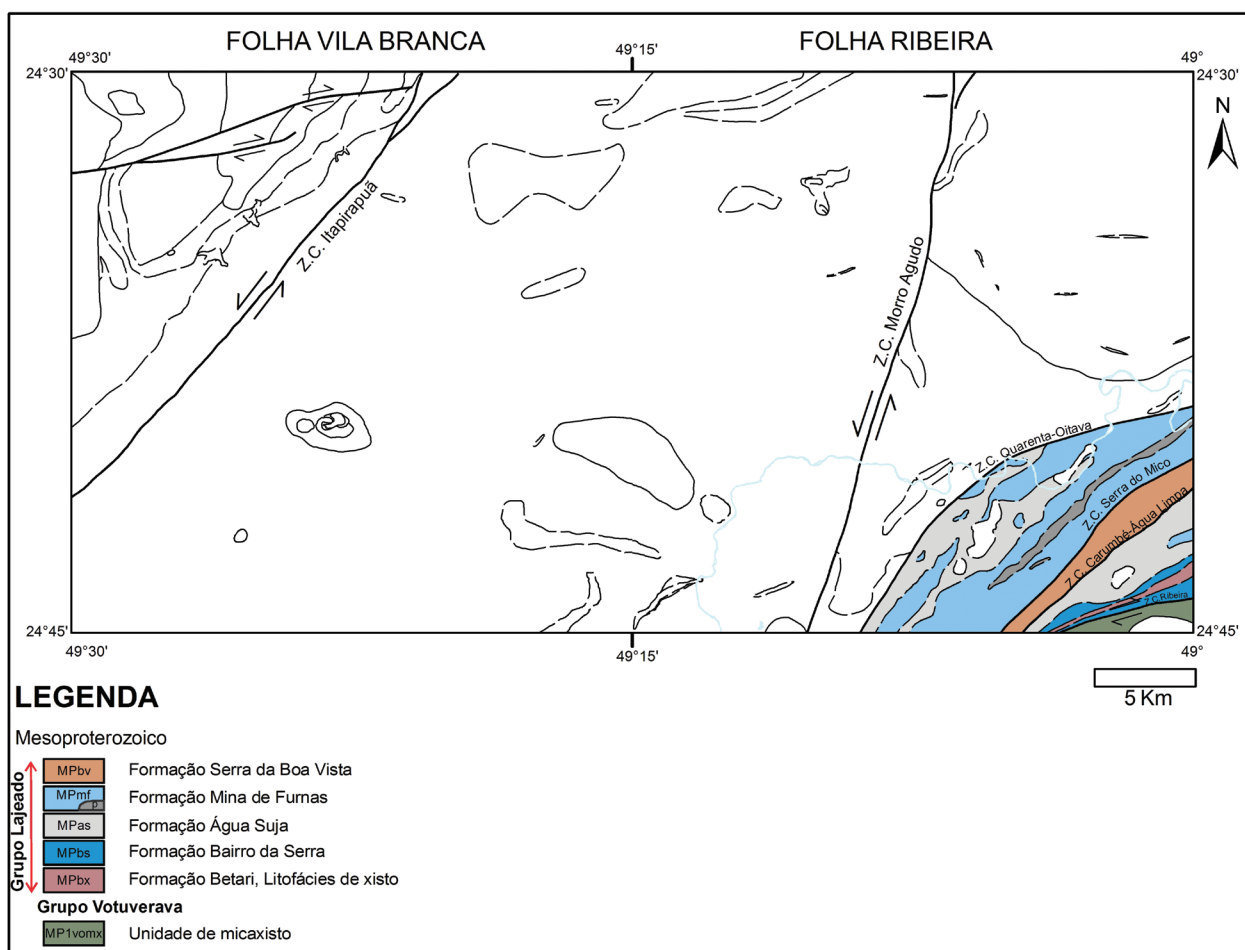 FOLHA VILA BRANCA
FOLHA RIBEIRA
49°30'
49°15'
49°
24°30'
24°30'
N
Z.C. Itapirapuã
Z.C. Morro Agudo
Z.C. Quarenta-Oitava
Z.C. Serra do Mico
Z.C. Carumbé-Água Limpa
Z.C.Ribeira
24°45'
24°45'
49°30'
49°15'
49°
5 Km
LEGENDA
Mesoproterozoico
Grupo Lajeado
MPbv Formação Serra da Boa Vista
MPmf p Formação Mina de Furnas
MPas Formação Água Suja
MPbs Formação Bairro da Serra
MPbx Formação Betari, Litofácies de xisto
Grupo Votuverava
MP1vomx Unidade de micaxisto